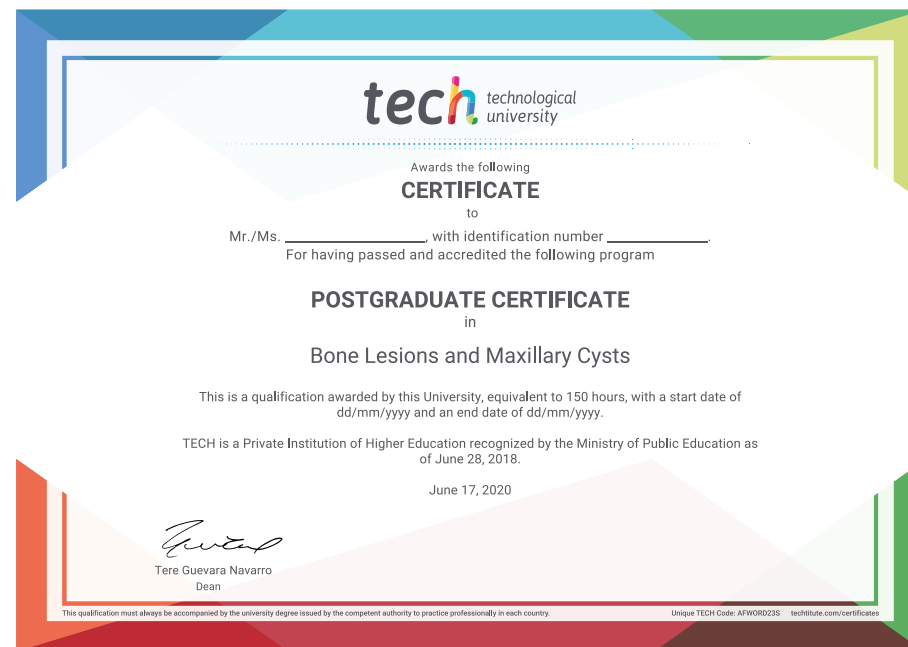 tech technological
university
Awards the following
CERTIFICATE
to
Mr./Ms. ____________________, with identification number ______________.
For having passed and accredited the following program
POSTGRADUATE CERTIFICATE
in
Bone Lesions and Maxillary Cysts
This is a qualification awarded by this University, equivalent to 150 hours, with a start date of
dd/mm/yyyy and an end date of dd/mm/yyyy.
TECH is a Private Institution of Higher Education recognized by the Ministry of Public Education as
of June 28, 2018.
June 17, 2020
Tere Guevara Navarro
Dean
This qualification must always be accompanied by the university degree issued by the competent authority to practice professionally in each country. Unique TECH Code: AFWORD23S techtitute.com/certificates